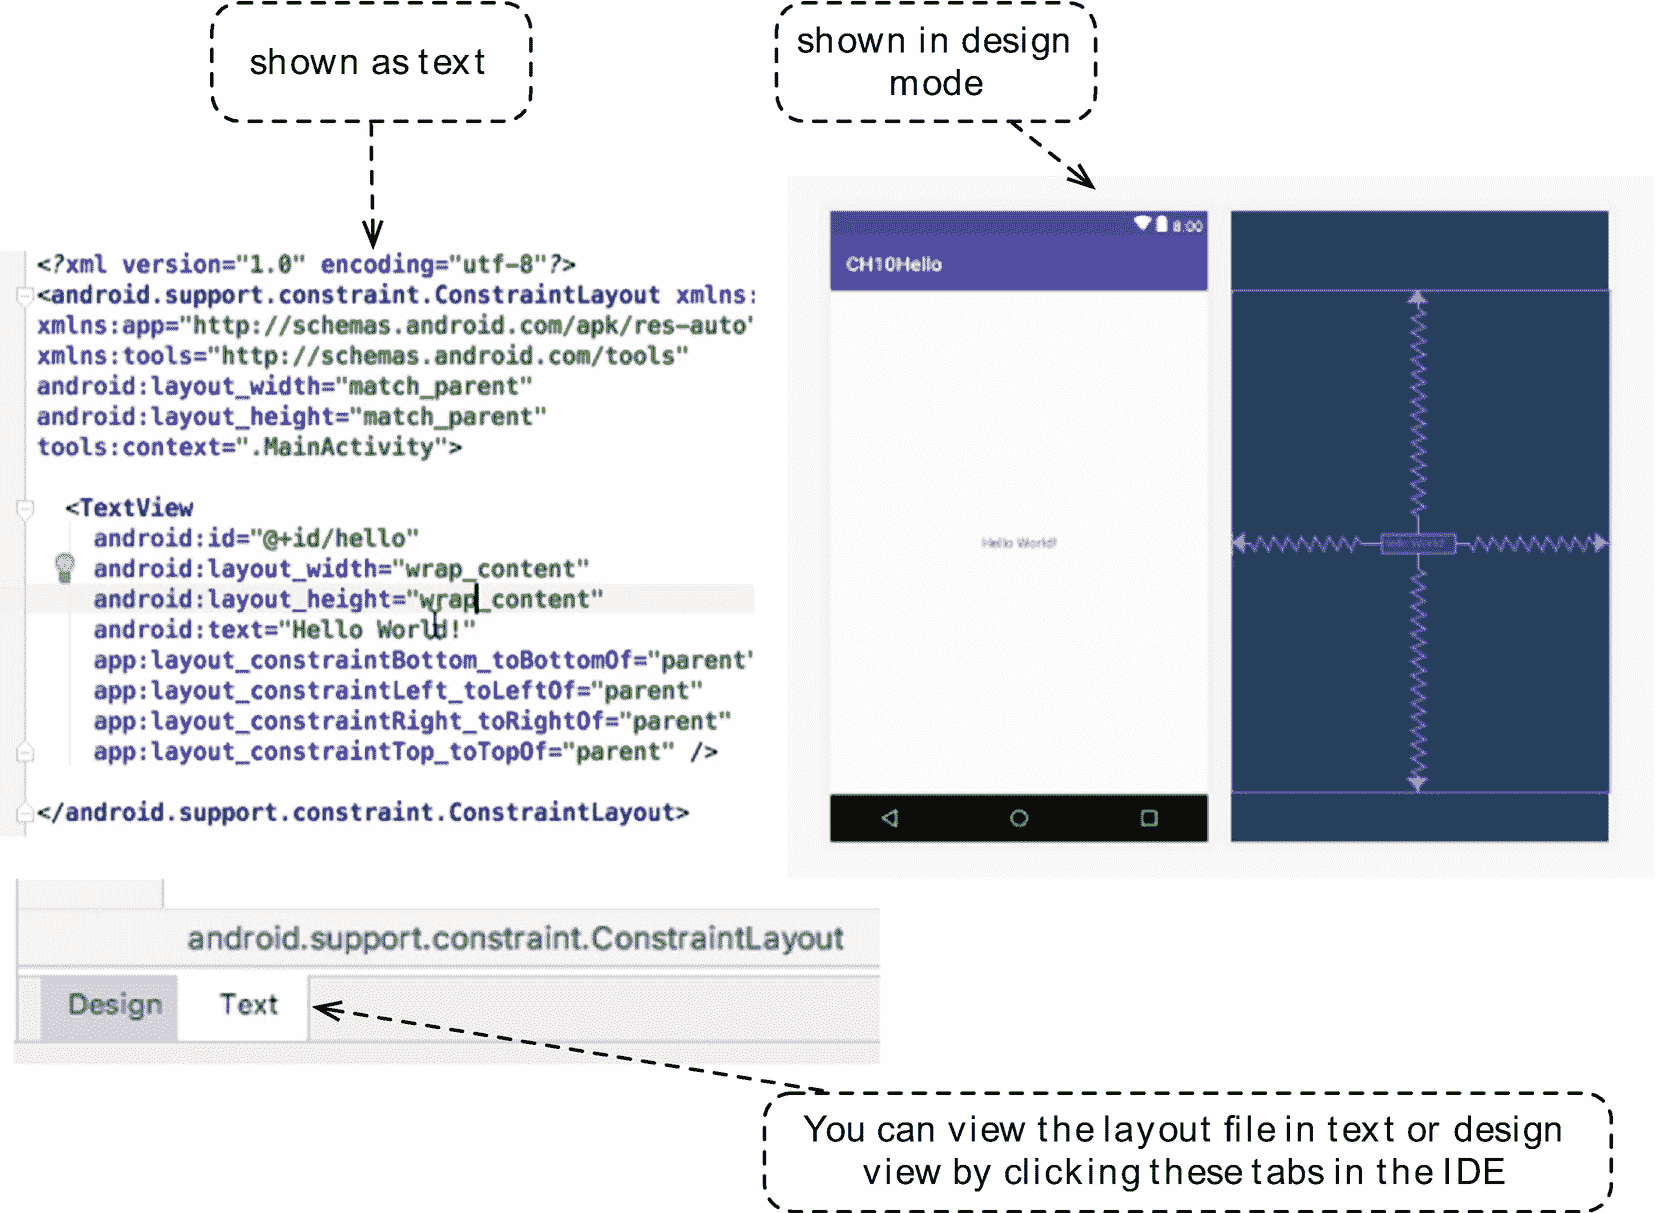 shown as text
shown in design
mode
<?xml version="1.0" encoding="utf-8"?>
<android.support.constraint.ConstraintLayout xmlns:
xmlns:app="http://schemas.android.com/apk/res-auto"
xmlns:tools="http://schemas.android.com/tools"
android:layout_width="match_parent"
android:layout_height="match_parent"
tools:context=".MainActivity">
<TextView
android:id="@+id/hello"
android:layout_width="wrap_content"
android:layout_height="wrap_content"
android:text="Hello World!"
app:layout_constraintBottom_toBottomOf="parent"
app:layout_constraintLeft_toLeftOf="parent"
app:layout_constraintRight_toRightOf="parent"
app:layout_constraintTop_toTopOf="parent" />
</android.support.constraint.ConstraintLayout>
8:00
CH10Hello
Hello World!
android.support.constraint.ConstraintLayout
Design Text
You can view the layout file in text or design
view by clicking these tabs in the IDE